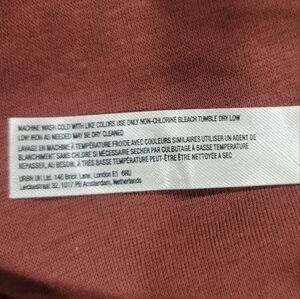 MACHINE WASH COLD WITH LIKE COLORS USE ONLY NON-CHLORINE BLEACH TUMBLE DRY LOW
LOW IRON AS NEEDED MAY BE DRY CLEANED
LAVAGE EN MACHINE À TEMPÉRATURE FROIDE AVEC COULEURS SIMILAIRES UTILISER UN AGENT DE
BLANCHIMENT SANS CHLORE SI NÉCESSAIRE SECHER PAR CULBUTAGE À BASSE TEMPÉRATURE
REPASSER, AU BESOIN, À TRÈS BASSE TEMPÉRATURE PEUT-ÊTRE ÊTRE NETTOYÉE A SEC
URBN UK Ltd. 146 Brick Lane, London E1 6RU
Leidsestraat 32, 1017 PB Amsterdam, Netherlands